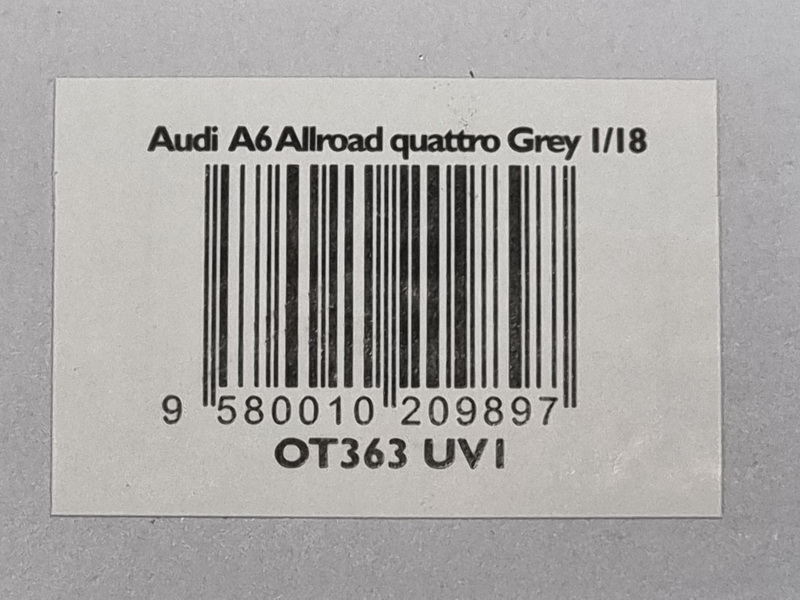 Audi A6 Allroad quattro Grey 1/18
9 580010 209897
OT363 UV1